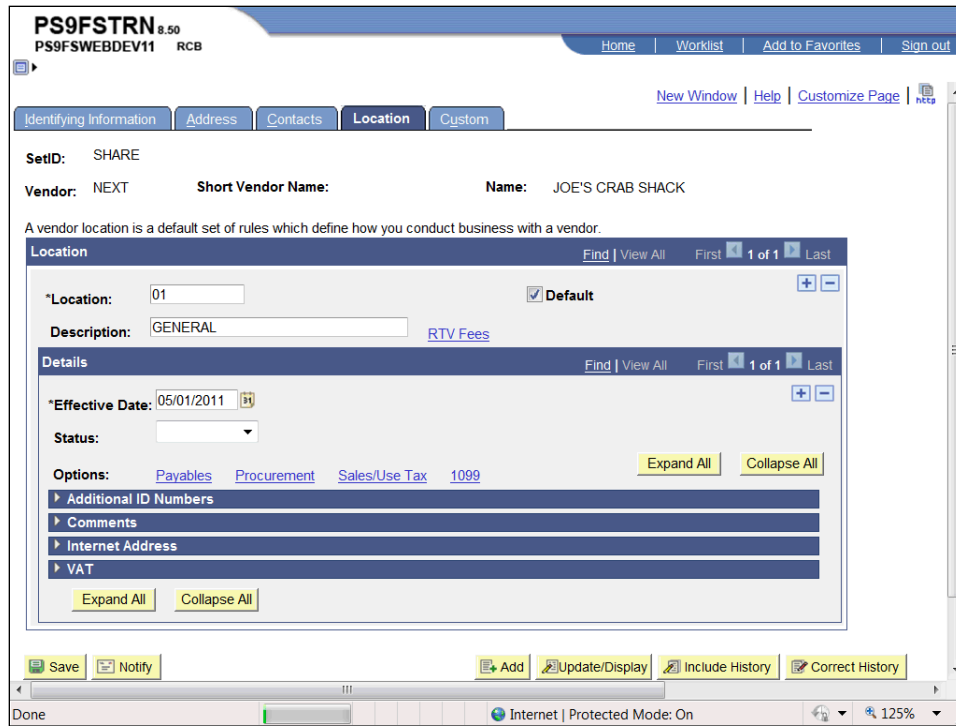 PS9FSTRN 8.50
PS9FSWEBDEV11 RCB
Home | Worklist | Add to Favorites | Sign out
New Window | Help | Customize Page | http
Identifying Information Address Contacts Location Custom
SetID: SHARE
Vendor: NEXT Short Vendor Name: Name: JOE'S CRAB SHACK
A vendor location is a default set of rules which define how you conduct business with a vendor.
Location Find | View All First 1 of 1 Last
*Location: 01 Default
Description: GENERAL RTV Fees
Details Find | View All First 1 of 1 Last
*Effective Date: 05/01/2011 31
Status:
Options: Payables Procurement Sales/Use Tax 1099 Expand All Collapse All
Additional ID Numbers
Comments
Internet Address
VAT
Expand All Collapse All
Save Notify Add Update/Display Include History Correct History
Done Internet | Protected Mode: On 125%